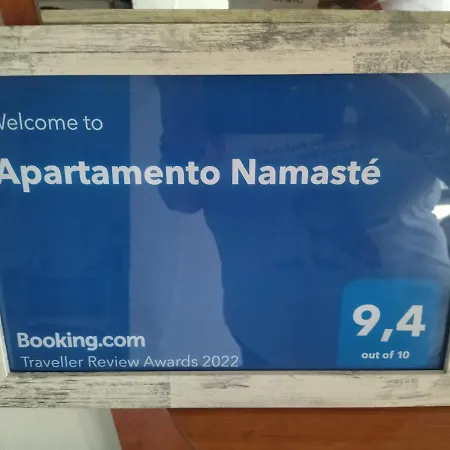 Welcome to
Apartamento Namasté
Booking.com
Traveller Review Awards 2022
9,4
out of 10